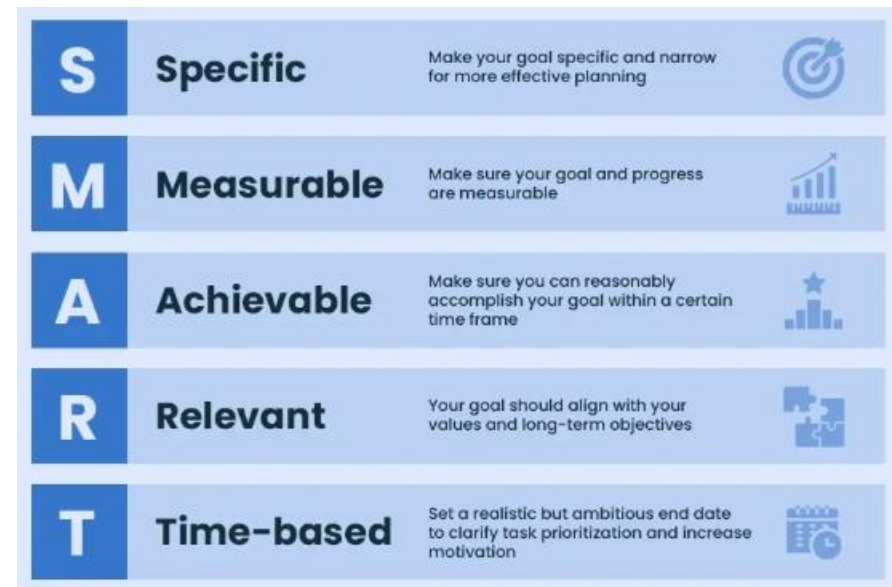 S
Specific
Make your goal specific and narrow
for more effective planning
M
Measurable
Make sure your goal and progress
are measurable
A
Achievable
Make sure you can reasonably
accomplish your goal within a certain
time frame
R
Relevant
Your goal should align with your
values and long-term objectives
T
Time-based
Set a realistic but ambitious end date
to clarify task prioritization and increase
motivation